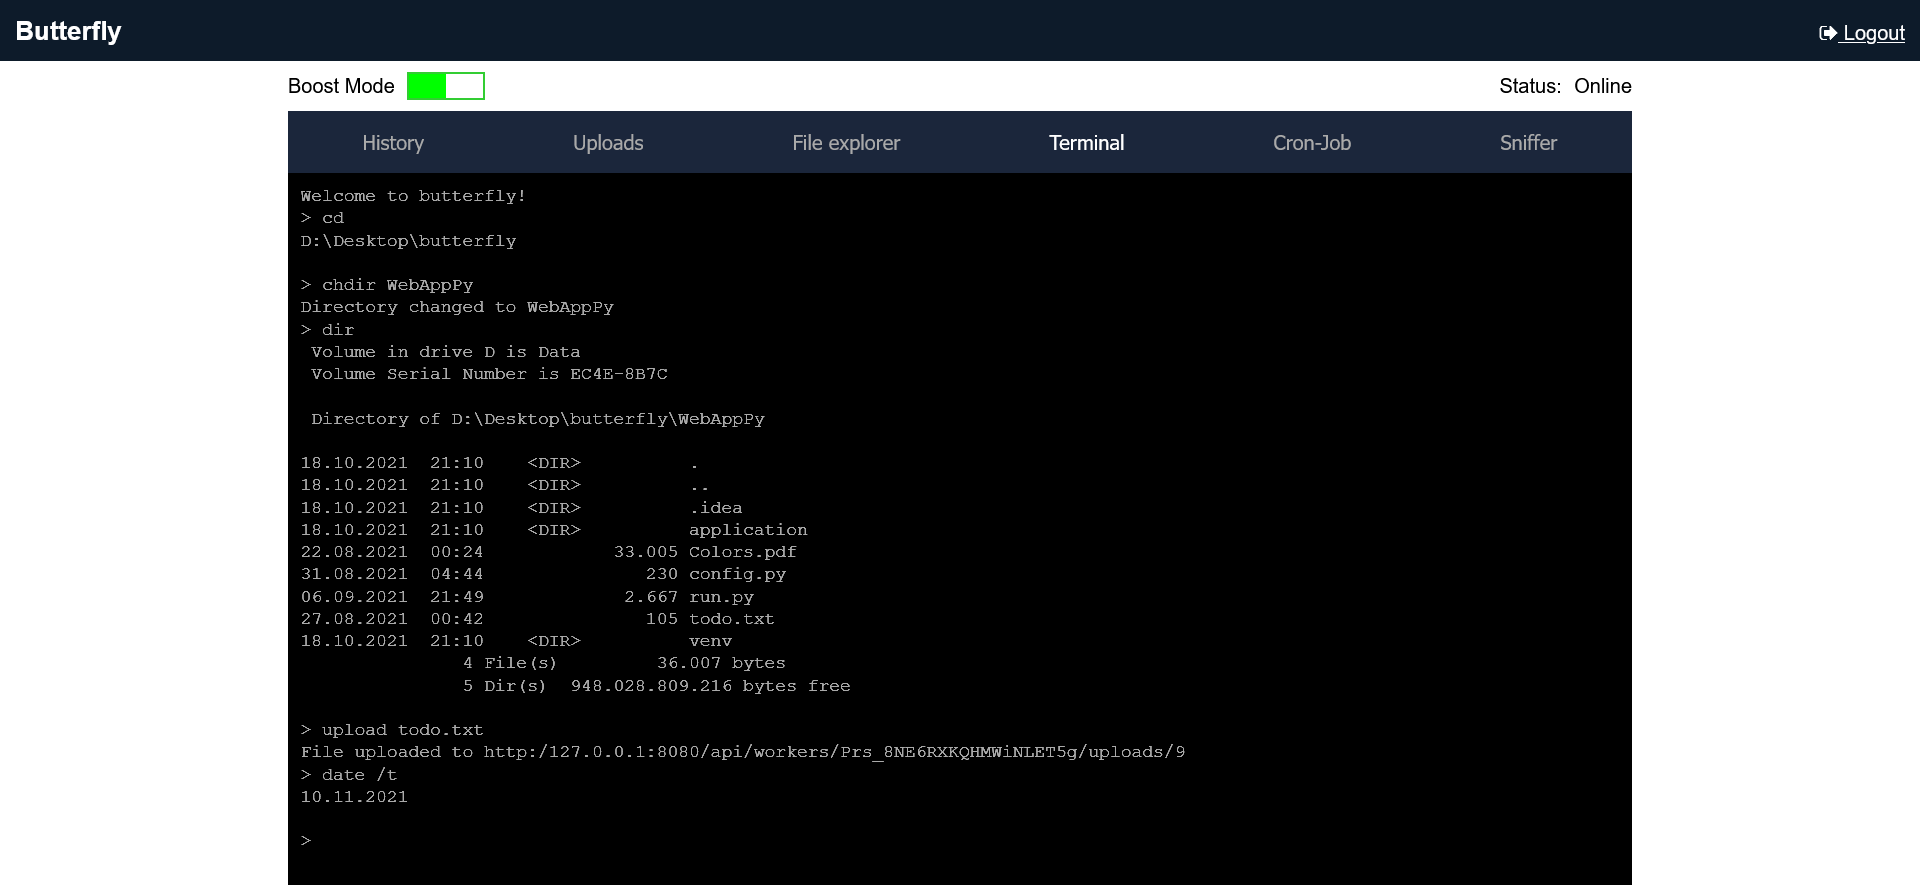 Butterfly
Logout
Boost Mode
Status: Online
History Uploads File explorer Terminal Cron-Job Sniffer
Welcome to butterfly!
> cd
D:\Desktop\butterfly
> chdir WebAppPy
Directory changed to WebAppPy
> dir
Volume in drive D is Data
Volume Serial Number is EC4E-8B7C
Directory of D:\Desktop\butterfly\WebAppPy
18.10.2021 21:10 <DIR> .
18.10.2021 21:10 <DIR> ..
18.10.2021 21:10 <DIR> .idea
18.10.2021 21:10 <DIR> application
22.08.2021 00:24 33.005 Colors.pdf
31.08.2021 04:44 230 config.py
06.09.2021 21:49 2.667 run.py
27.08.2021 00:42 105 todo.txt
18.10.2021 21:10 <DIR> venv
4 File(s) 36.007 bytes
5 Dir(s) 948.028.809.216 bytes free
> upload todo.txt
File uploaded to http:/127.0.0.1:8080/api/workers/Prs_8NE6RXKQHMWiNLET5g/uploads/9
> date /t
10.11.2021
>